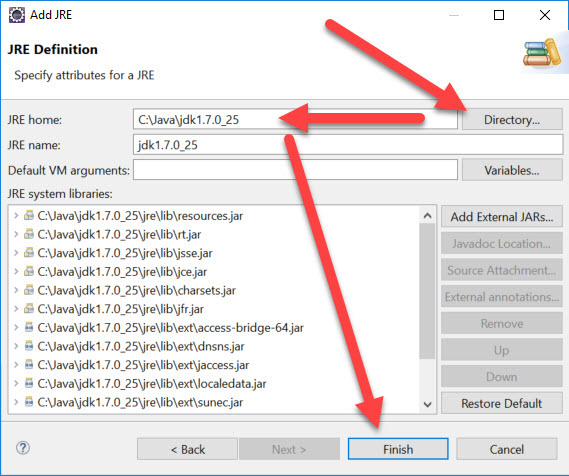 Add JRE
JRE Definition
Specify attributes for a JRE
JRE home: C:\Java\jdk1.7.0_25 Directory...
JRE name: jdk1.7.0_25
Default VM arguments: Variables...
JRE system libraries:
C:\Java\jdk1.7.0_25\jre\lib\resources.jar
C:\Java\jdk1.7.0_25\jre\lib\rt.jar
C:\Java\jdk1.7.0_25\jre\lib\jsse.jar
C:\Java\jdk1.7.0_25\jre\lib\jce.jar
C:\Java\jdk1.7.0_25\jre\lib\charsets.jar
C:\Java\jdk1.7.0_25\jre\lib\jfr.jar
C:\Java\jdk1.7.0_25\jre\lib\ext\access-bridge-64.jar
C:\Java\jdk1.7.0_25\jre\lib\ext\dnsns.jar
C:\Java\jdk1.7.0_25\jre\lib\ext\jaccess.jar
C:\Java\jdk1.7.0_25\jre\lib\ext\localedata.jar
C:\Java\jdk1.7.0_25\jre\lib\ext\sunec.jar
Add External JARs...
Javadoc Location...
Source Attachment...
External annotations...
Remove
Up
Down
Restore Default
< Back Next > Finish Cancel